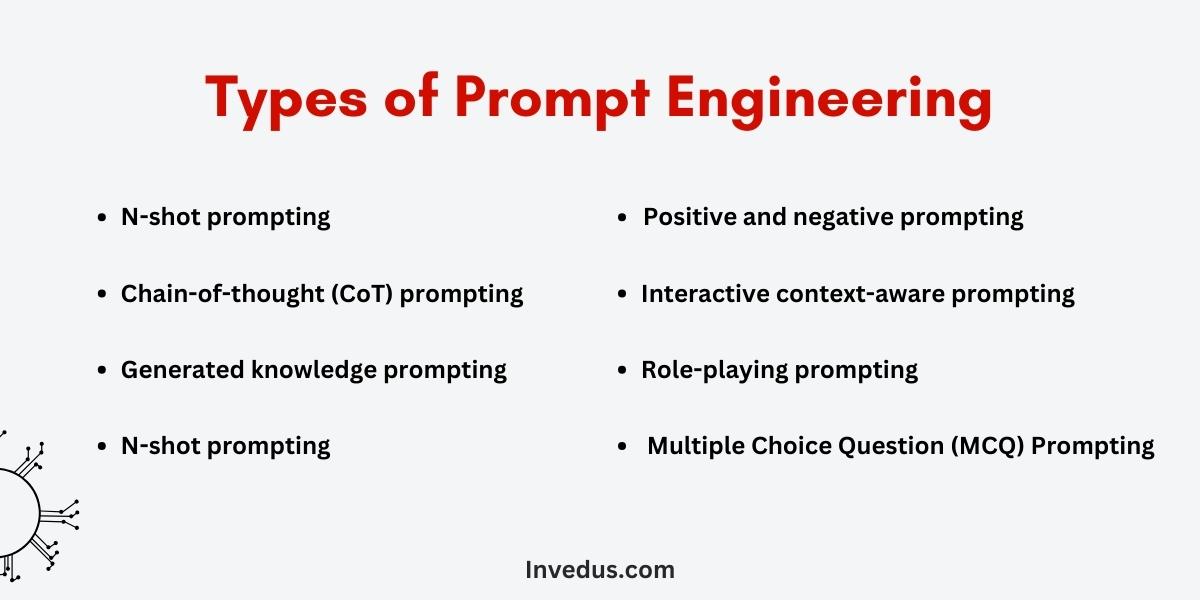 Types of Prompt Engineering
• N-shot prompting
• Chain-of-thought (CoT) prompting
• Generated knowledge prompting
• N-shot prompting
• Positive and negative prompting
• Interactive context-aware prompting
• Role-playing prompting
• Multiple Choice Question (MCQ) Prompting
Invedus.com